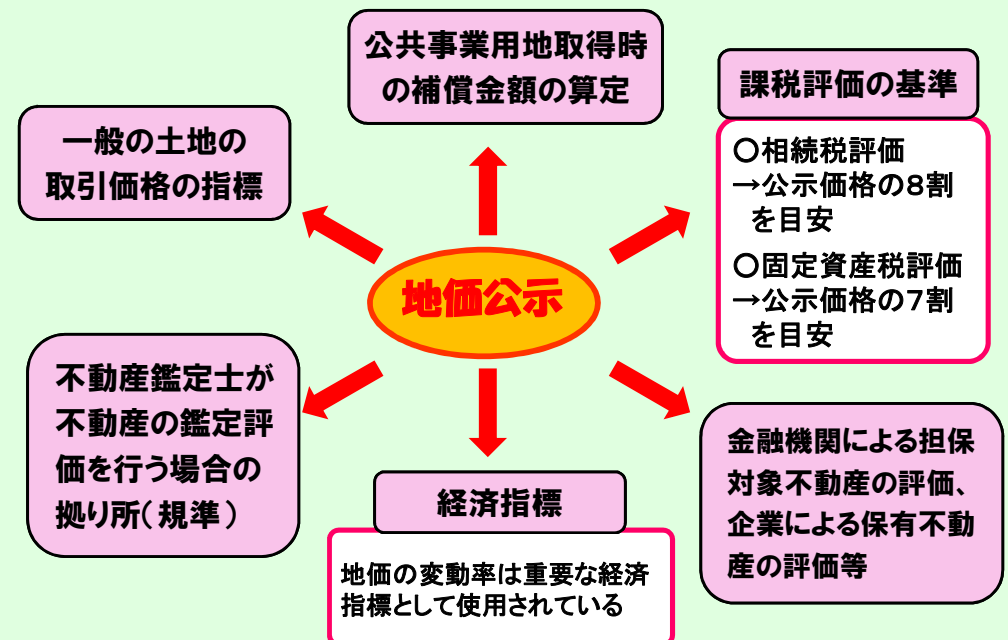 公共事業用地取得時
の補償金額の算定
課税評価の基準
○相続税評価
→公示価格の8割
を目安
○固定資産税評価
→公示価格の7割
を目安
一般の土地の
取引価格の指標
地価公示
不動産鑑定士が
不動産の鑑定評
価を行う場合の
拠り所(規準)
経済指標
地価の変動率は重要な経済
指標として使用されている
金融機関による担保
対象不動産の評価、
企業による保有不動
産の評価等